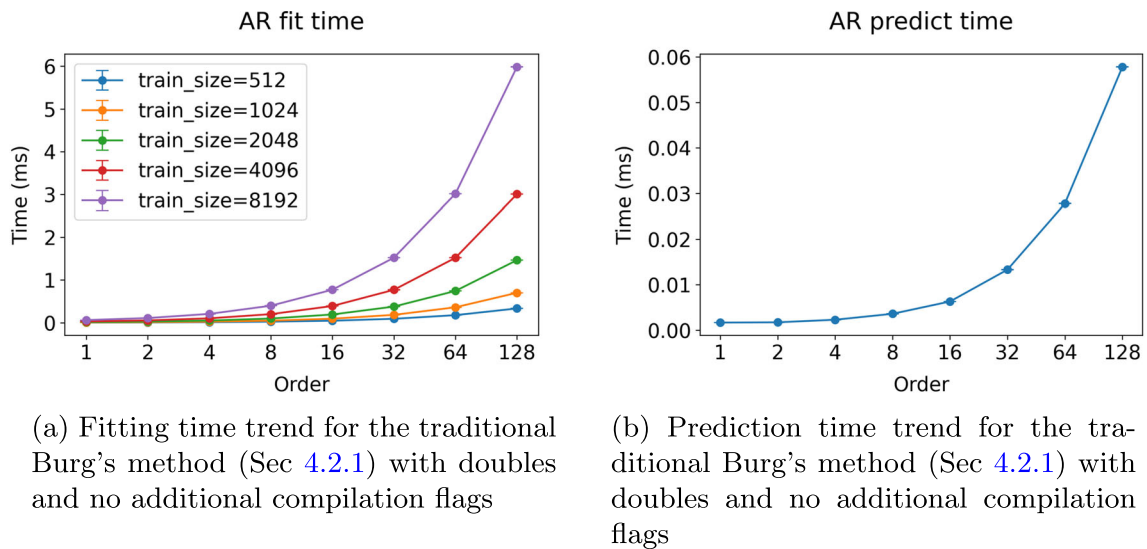 AR fit time
6
5
4
3
2
1
0
Time (ms)
train_size=512
train_size=1024
train_size=2048
train_size=4096
train_size=8192
1 2 4 8 16 32 64 128
Order
(a) Fitting time trend for the traditional
Burg's method (Sec 4.2.1) with doubles
and no additional compilation flags
AR predict time
0.06
0.05
0.04
0.03
0.02
0.01
0.00
Time (ms)
1 2 4 8 16 32 64 128
Order
(b) Prediction time trend for the tra-
ditional Burg's method (Sec 4.2.1) with
doubles and no additional compilation
flags